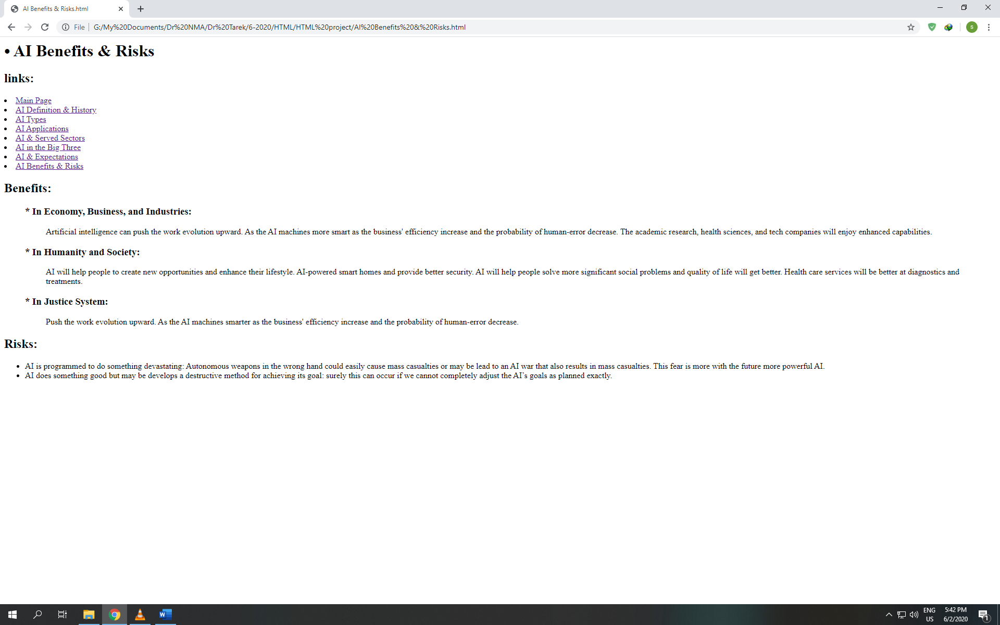 AI Benefits & Risks.html
File
G:/My%20Documents/Dr%20NMA/Dr%20Tarek/6-2020/HTML/HTML%20project/AI%20Benefits%20&%20Risks.html
S
• AI Benefits & Risks
links:
• Main Page
• AI Definition & History
• AI Types
• AI Applications
• AI & Served Sectors
• AI in the Big Three
• AI & Expectations
• AI Benefits & Risks
Benefits:
* In Economy, Business, and Industries:
Artificial intelligence can push the work evolution upward. As the AI machines more smart as the business' efficiency increase and the probability of human-error decrease. The academic research, health sciences, and tech companies will enjoy enhanced capabilities.
* In Humanity and Society:
AI will help people to create new opportunities and enhance their lifestyle. AI-powered smart homes and provide better security. AI will help people solve more significant social problems and quality of life will get better. Health care services will be better at diagnostics and
treatments.
* In Justice System:
Push the work evolution upward. As the AI machines smarter as the business' efficiency increase and the probability of human-error decrease.
Risks:
• AI is programmed to do something devastating: Autonomous weapons in the wrong hand could easily cause mass casualties or may be lead to an AI war that also results in mass casualties. This fear is more with the future more powerful AI.
• AI does something good but may be develops a destructive method for achieving its goal: surely this can occur if we cannot completely adjust the AI’s goals as planned exactly.
W
ENG
US
5:42 PM
6/2/2020
1